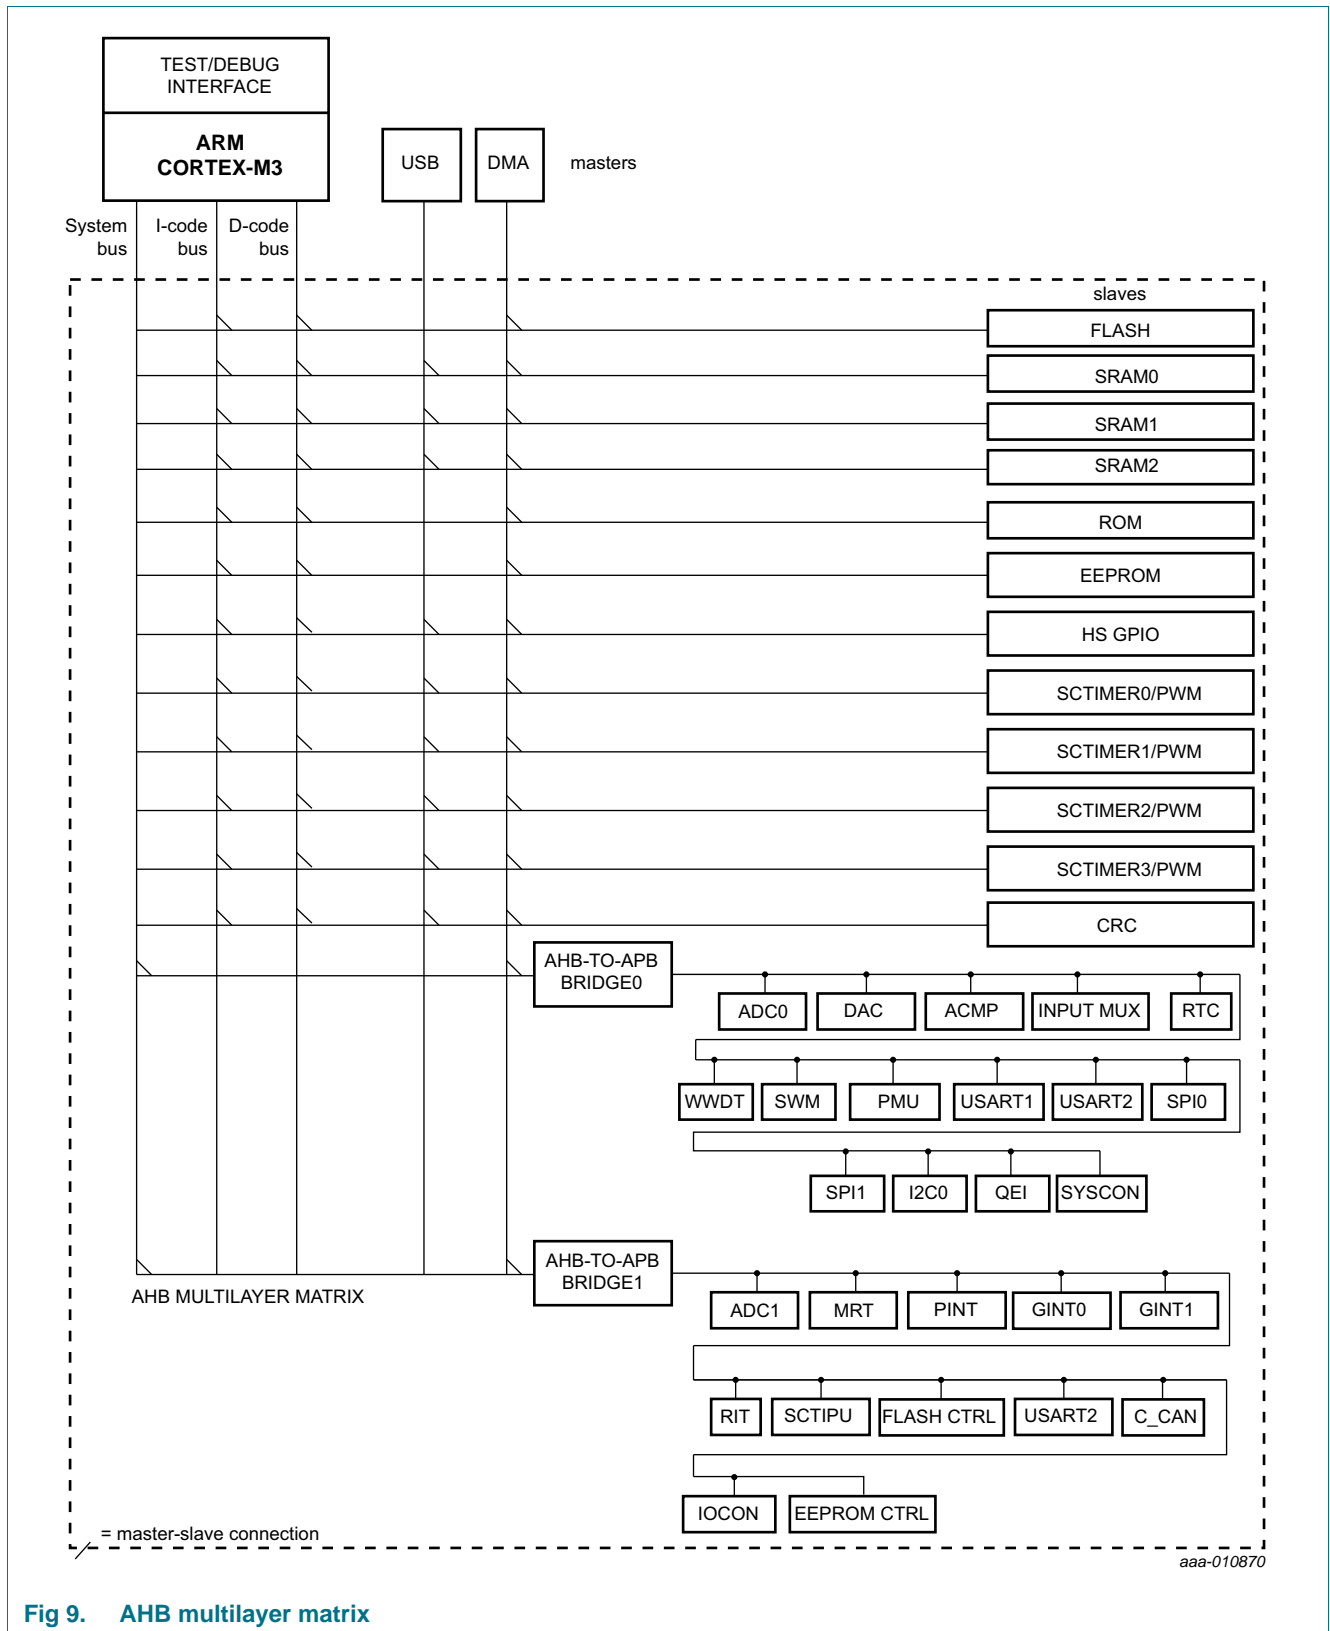 TEST/DEBUG
INTERFACE
ARM
CORTEX-M3
USB
DMA
masters
System
bus
I-code
bus
D-code
bus
slaves
FLASH
SRAM0
SRAM1
SRAM2
ROM
EEPROM
HS GPIO
SCTIMER0/PWM
SCTIMER1/PWM
SCTIMER2/PWM
SCTIMER3/PWM
CRC
AHB-TO-APB
BRIDGE0
ADC0
DAC
ACMP
INPUT MUX
RTC
WWDT
SWM
PMU
USART1
USART2
SPI0
SPI1
I2C0
QEI
SYSCON
AHB-TO-APB
BRIDGE1
AHB MULTILAYER MATRIX
ADC1
MRT
PINT
GINT0
GINT1
RIT
SCTIPU
FLASH CTRL
USART2
C_CAN
IOCON
EEPROM CTRL
= master-slave connection
aaa-010870
Fig 9. AHB multilayer matrix